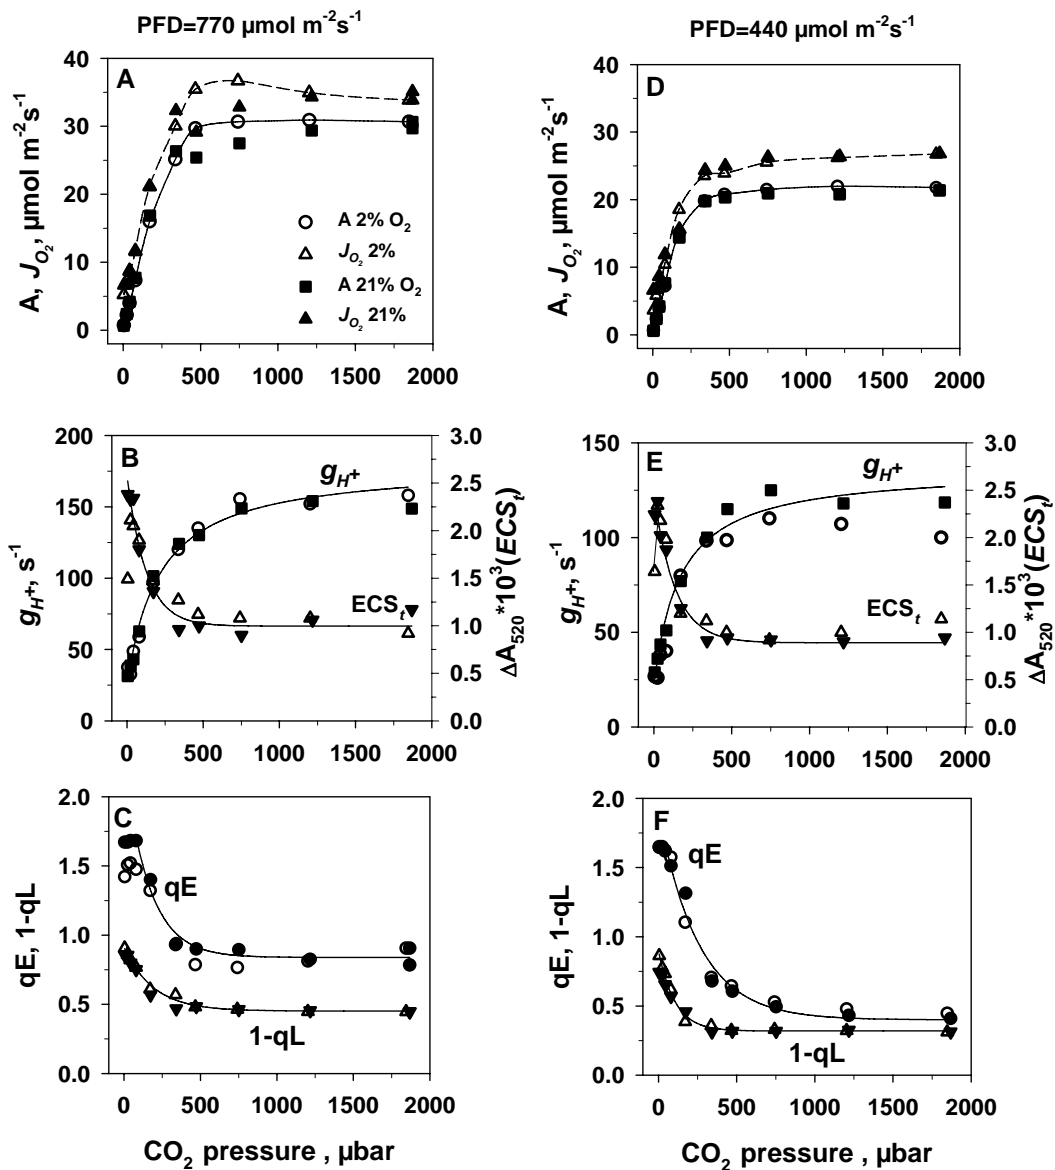 PFD=770 µmol m⁻²s⁻¹
PFD=440 µmol m⁻²s⁻¹
A
A, J_O₂, µmol m⁻²s⁻¹
40
30
20
10
0
A 2% O₂
J_O₂ 2%
A 21% O₂
J_O₂ 21%
0 500 1000 1500 2000
D
A, J_O₂, µmol m⁻²s⁻¹
40
30
20
10
0
0 500 1000 1500 2000
B
g_H⁺, s⁻¹
200
150
100
50
0
g_H⁺
ECS_t
3.0
2.5
2.0
1.5
1.0
0.5
0.0
ΔA₅₂₀*10³(ECS_t)
0 500 1000 1500 2000
E
g_H⁺, s⁻¹
150
100
50
0
g_H⁺
ECS_t
3.0
2.5
2.0
1.5
1.0
0.5
0.0
ΔA₅₂₀*10³(ECS_t)
0 500 1000 1500 2000
C
qE, 1-qL
2.0
1.5
1.0
0.5
0.0
qE
1-qL
0 500 1000 1500 2000
CO₂ pressure , µbar
F
qE, 1-qL
2.0
1.5
1.0
0.5
0.0
qE
1-qL
0 500 1000 1500 2000
CO₂ pressure , µbar